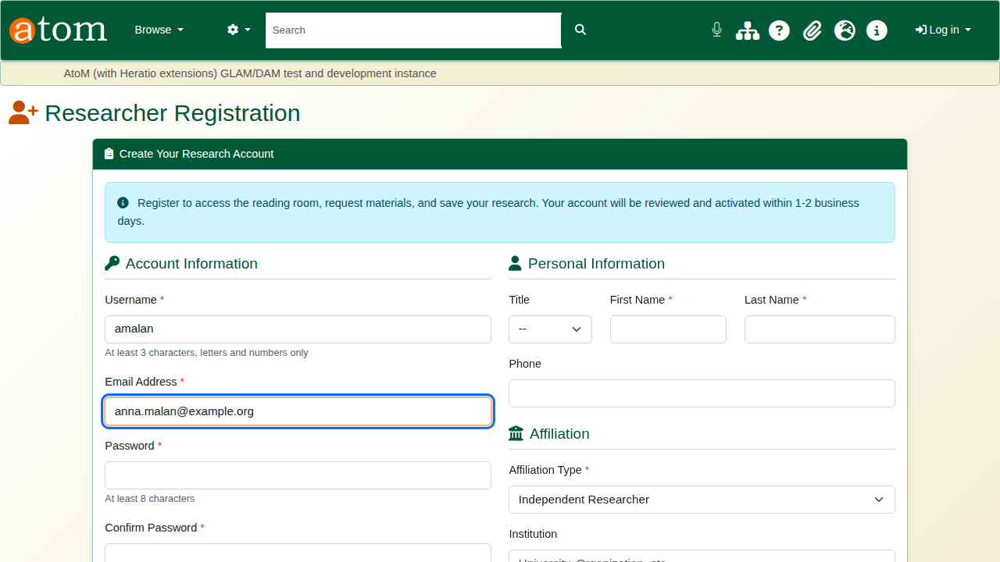 atom
Browse
Search
Log in
AtoM (with Heratio extensions) GLAM/DAM test and development instance
Researcher Registration
Create Your Research Account
Register to access the reading room, request materials, and save your research. Your account will be reviewed and activated within 1-2 business
days.
Account Information
Username *
amalan
At least 3 characters, letters and numbers only
Email Address *
anna.malan@example.org
Password *
At least 8 characters
Confirm Password *
Personal Information
Title
First Name *
Last Name *
--
Phone
Affiliation
Affiliation Type *
Independent Researcher
Institution
University, Organization, etc.